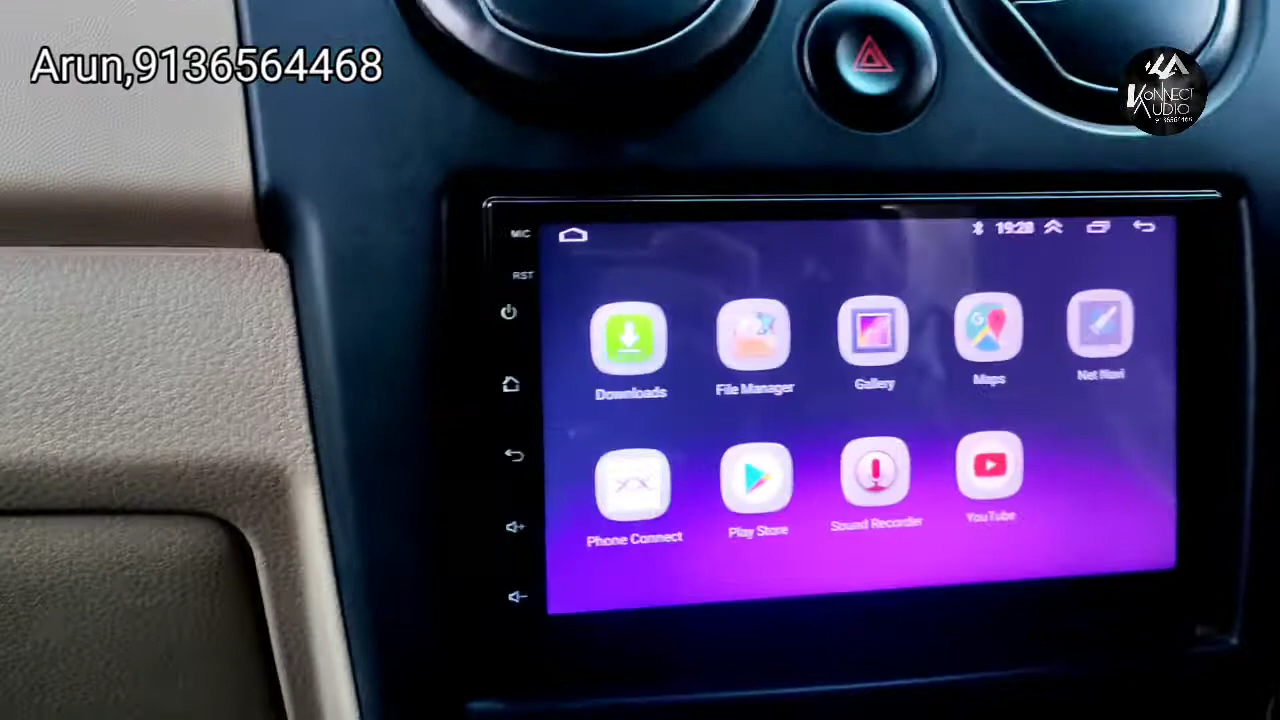 Arun,9136564468
KONNECT
AUDIO
MIC
19:28
RST
Downloads
File Manager
Gallery
Maps
Net Navi
Phone Connect
Play Store
Sound Recorder
YouTube